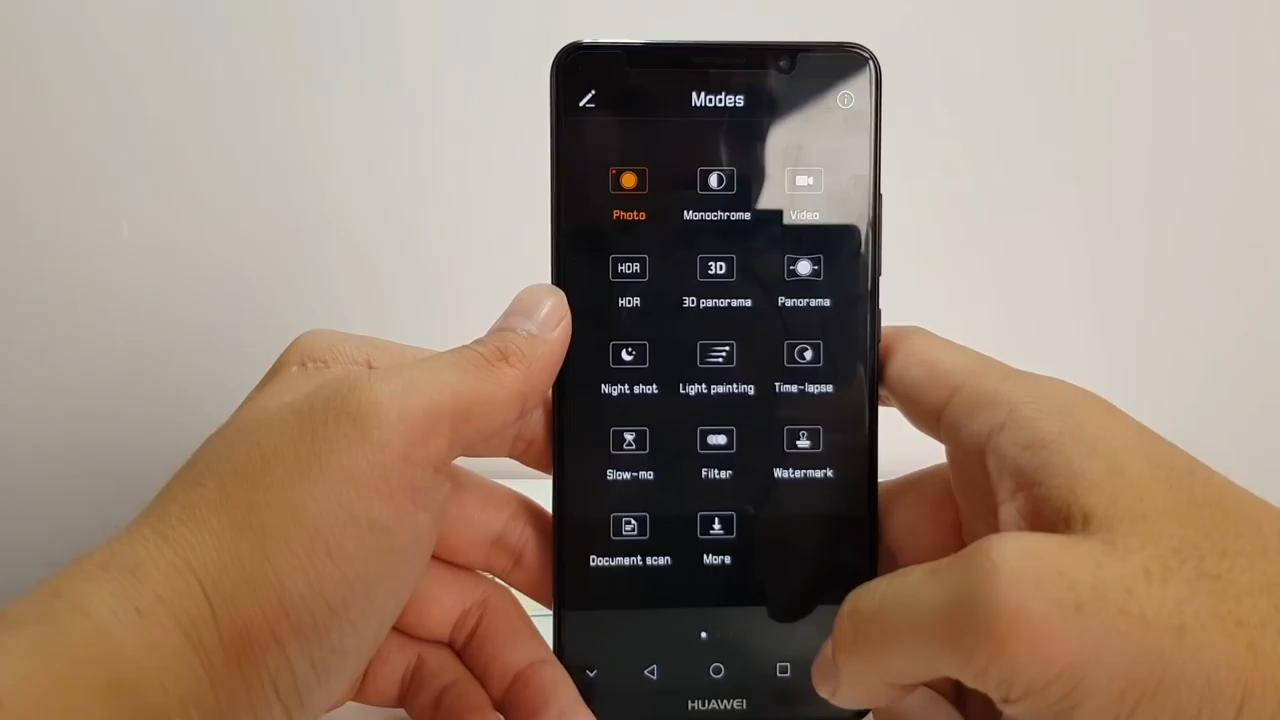 Modes
Photo
Monochrome
Video
HDR
3D
HDR
3D panorama
Panorama
Night shot
Light painting
Time-lapse
Slow-mo
Filter
Watermark
Document scan
More
HUAWEI